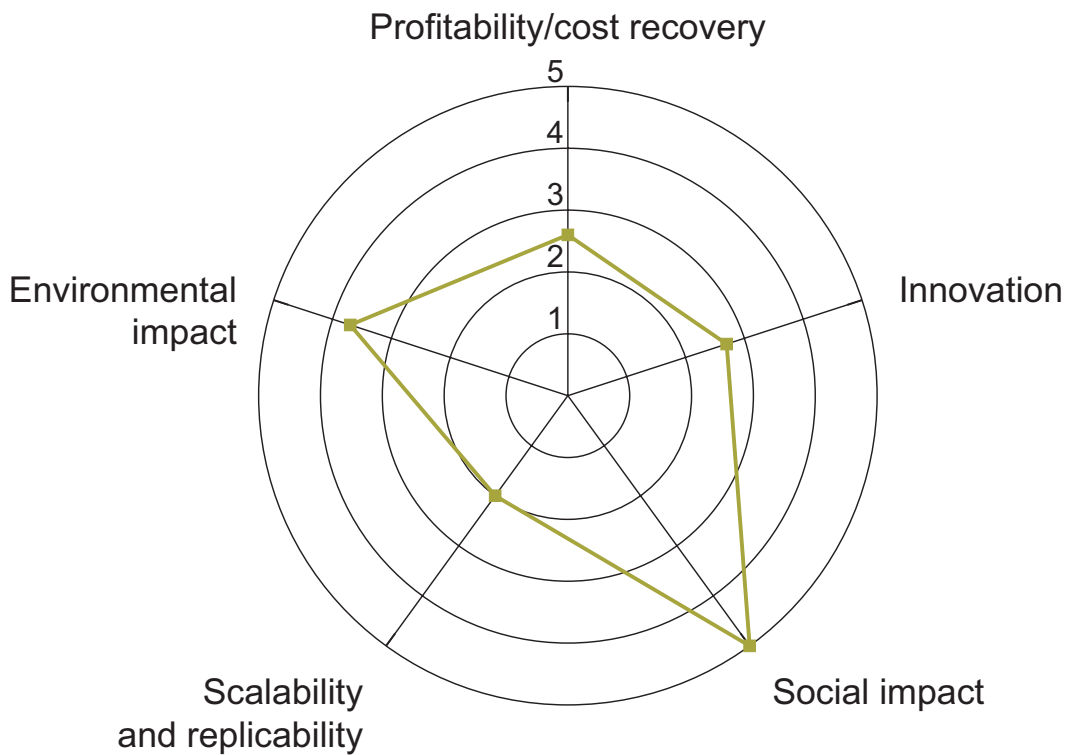 Profitability/cost recovery
5
4
3
2
1
Environmental
impact
Innovation
Scalability
and replicability
Social impact